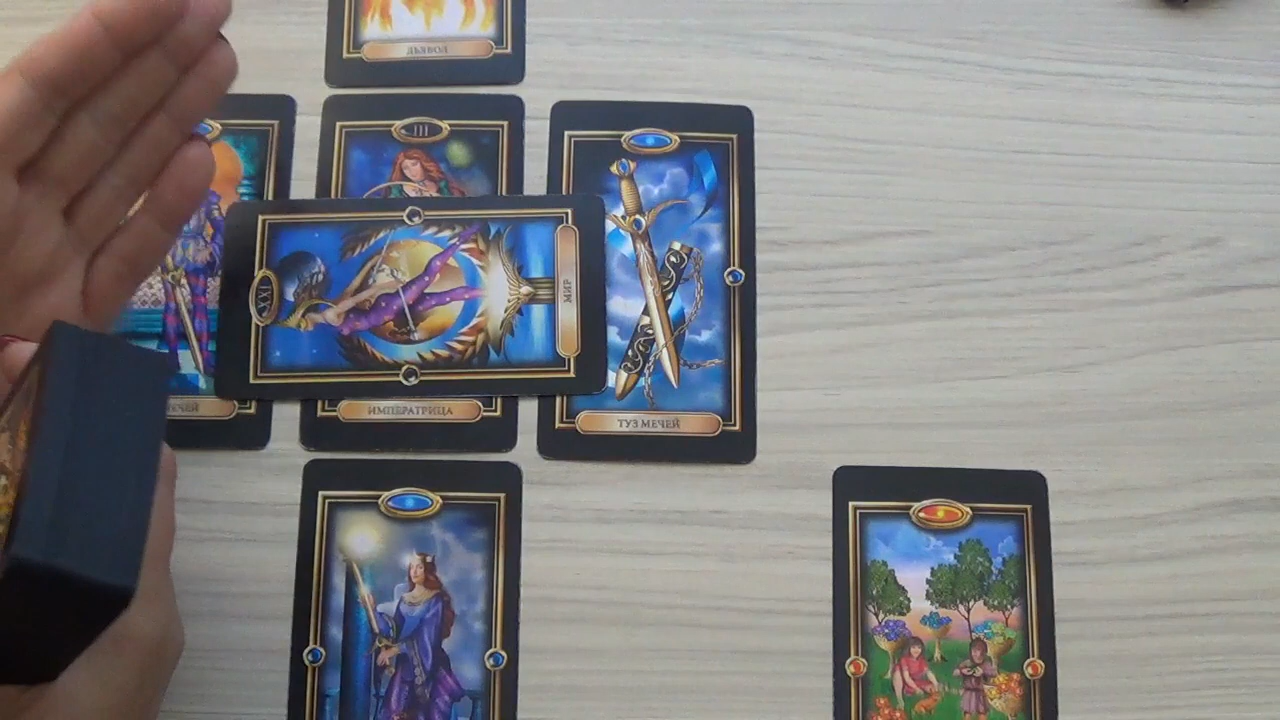 ДЬЯВОЛ
III
XXI
МИР
ИМПЕРАТРИЦА
ТУЗ МЕЧЕЙ